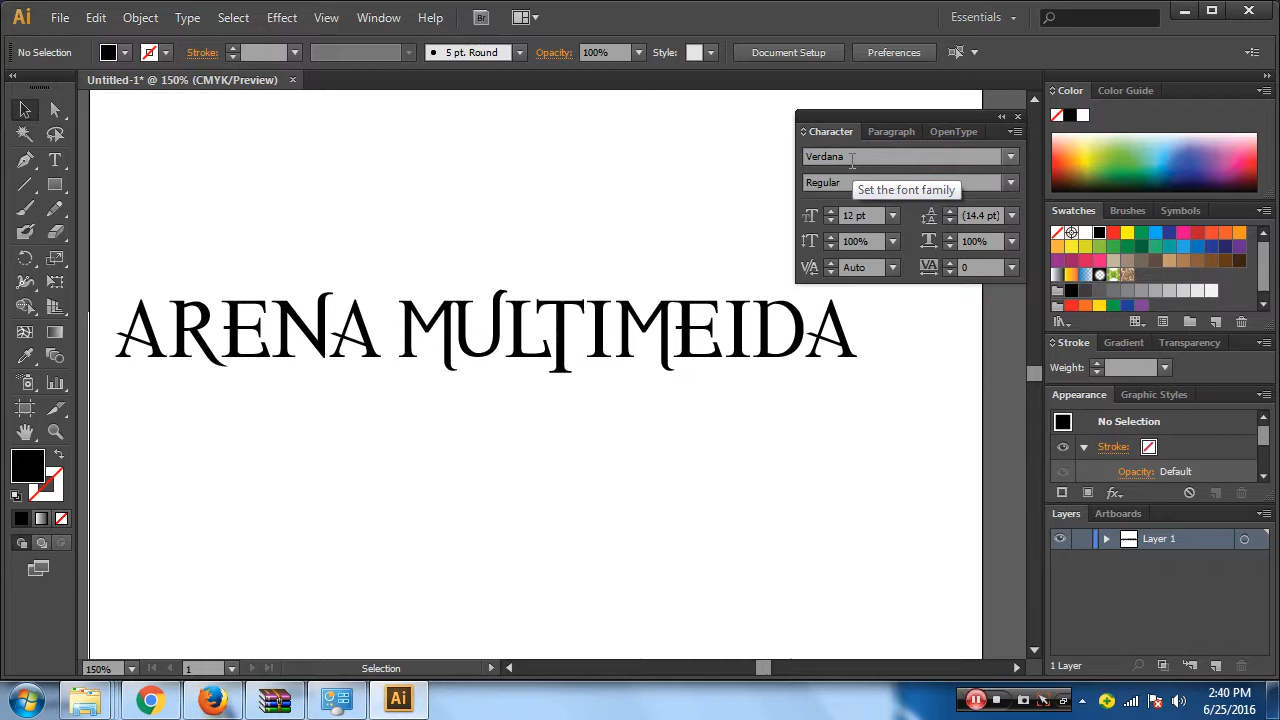 Ai File Edit Object Type Select Effect View Window Help Br Essentials
No Selection Stroke: 5 pt. Round Opacity: 100% Style: Document Setup Preferences
Untitled-1* @ 150% (CMYK/Preview)
Color Color Guide
Character Paragraph OpenType
Verdana
Regular
Set the font family
12 pt (14.4 pt)
100% 100%
Auto 0
Swatches Brushes Symbols
ARENA MULTIMEIDA
Stroke Gradient Transparency
Weight:
Appearance Graphic Styles
No Selection
Stroke:
Opacity: Default
fx
Layers Artboards
Layer 1
1 Layer
150% 1 Selection
Ai
2:40 PM
6/25/2016